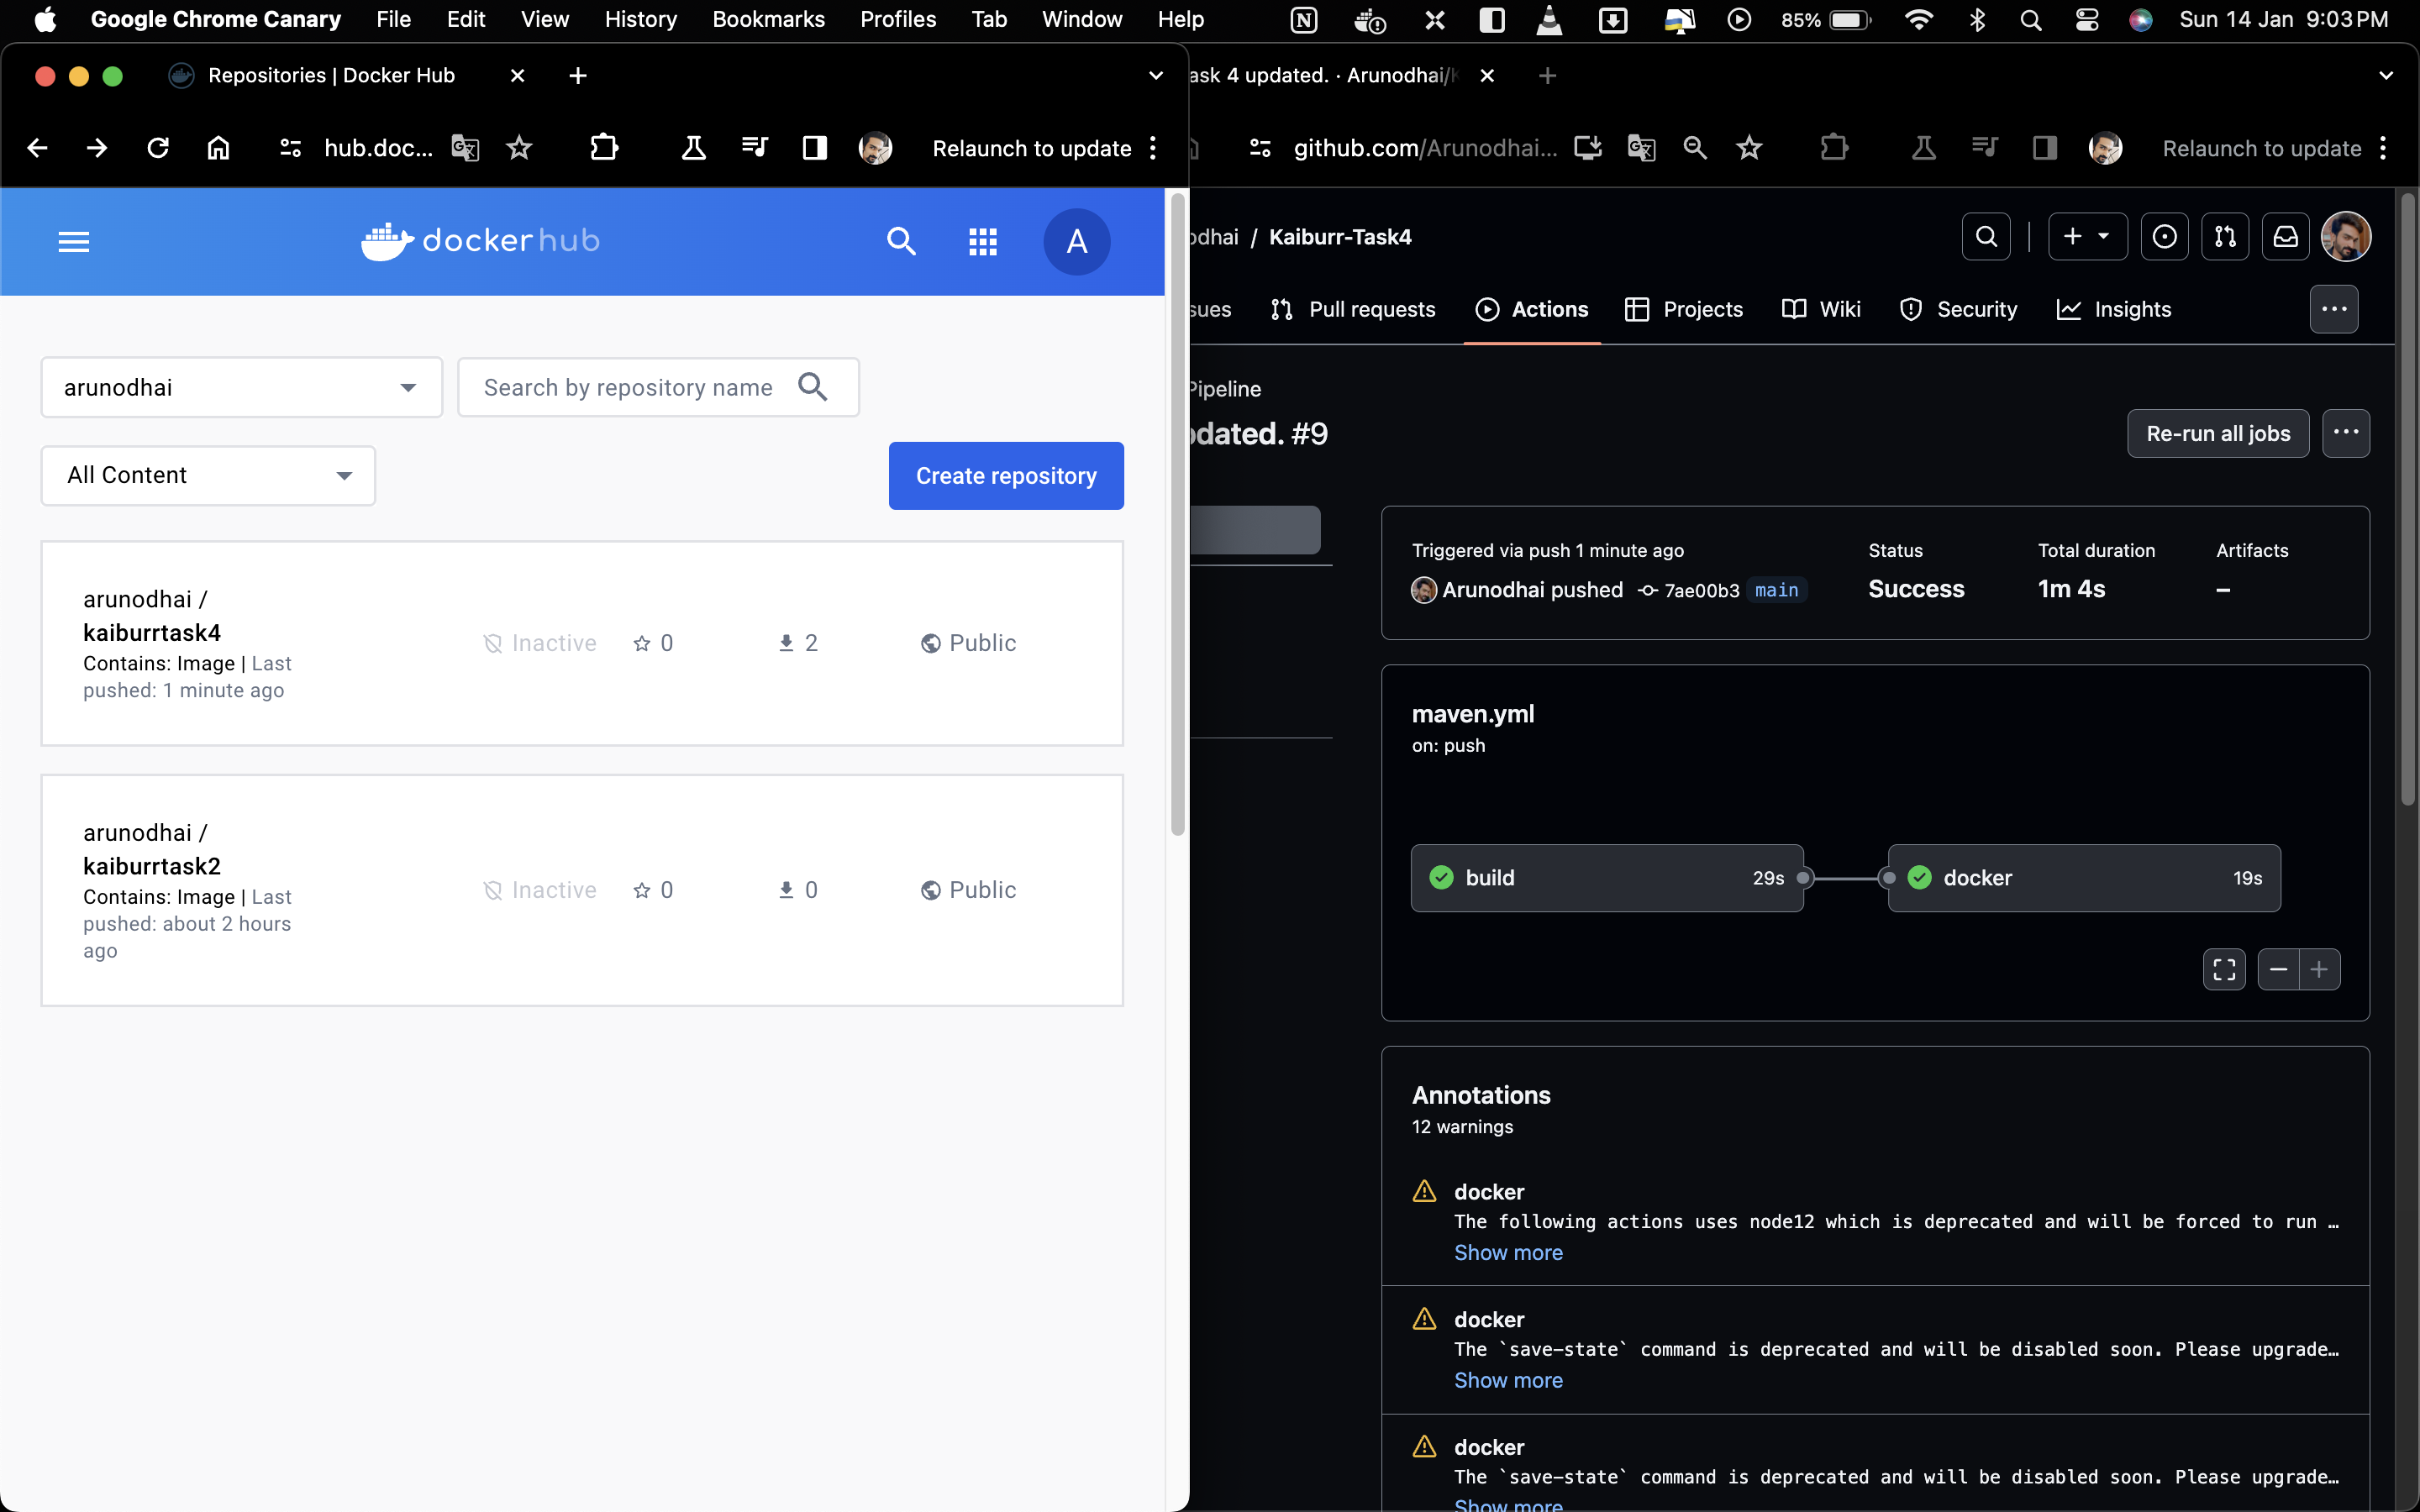 Google Chrome Canary File Edit View History Bookmarks Profiles Tab Window Help 85% Sun 14 Jan 9:03 PM
Repositories | Docker Hub
hub.doc... Relaunch to update
docker hub
A
arunodhai
Search by repository name
All Content
Create repository
arunodhai /
kaiburrtask4
Contains: Image | Last
pushed: 1 minute ago
Inactive 0 2 Public
arunodhai /
kaiburrtask2
Contains: Image | Last
pushed: about 2 hours
ago
Inactive 0 0 Public
ask 4 updated. · Arunodhai/
github.com/Arunodhai... Relaunch to update
odhai / Kaiburr-Task4
sues Pull requests Actions Projects Wiki Security Insights
Pipeline
pdated. #9
Re-run all jobs
Triggered via push 1 minute ago
Arunodhai pushed 7ae00b3 main
Status
Success
Total duration
1m 4s
Artifacts
–
maven.yml
on: push
build 29s
docker 19s
Annotations
12 warnings
docker
The following actions uses node12 which is deprecated and will be forced to run …
Show more
docker
The `save-state` command is deprecated and will be disabled soon. Please upgrade…
Show more
docker
The `save-state` command is deprecated and will be disabled soon. Please upgrade…
Show more